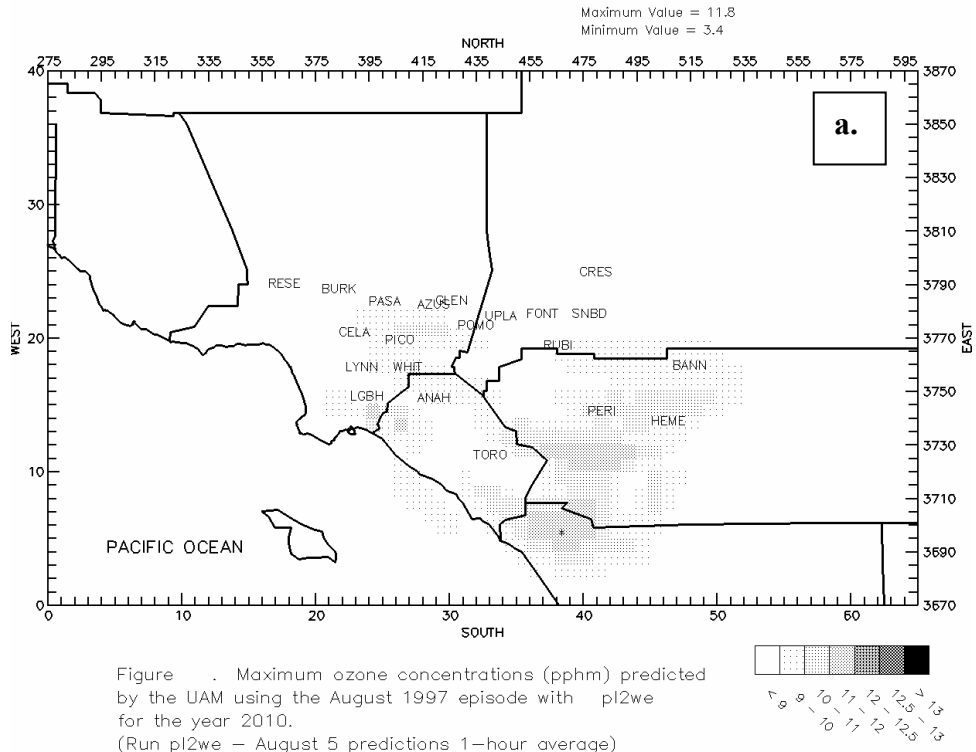 Maximum Value = 11.8
Minimum Value = 3.4
NORTH
275 295 315 335 355 375 395 415 435 455 475 495 515 535 555 575 595
40 3870
a.
3850
30 3830
3810
CRES
RESE BURK 3790
PASA AZUS GLEN
UPLA FONT SNBD
CELA POMO
WEST 20 PICO RUBI 3770 EAST
LYNN WHIT BANN
LGBH ANAH 3750
PERI HEME
TORO 3730
10
3710
PACIFIC OCEAN 3690
0 3670
0 10 20 30 40 50 60
SOUTH
Figure . Maximum ozone concentrations (pphm) predicted
by the UAM using the August 1997 episode with pl2we
for the year 2010.
(Run pl2we – August 5 predictions 1–hour average)
< 9
9 – 10
10 – 11
11 – 12
12 – 12.5
12.5 – 13
> 13